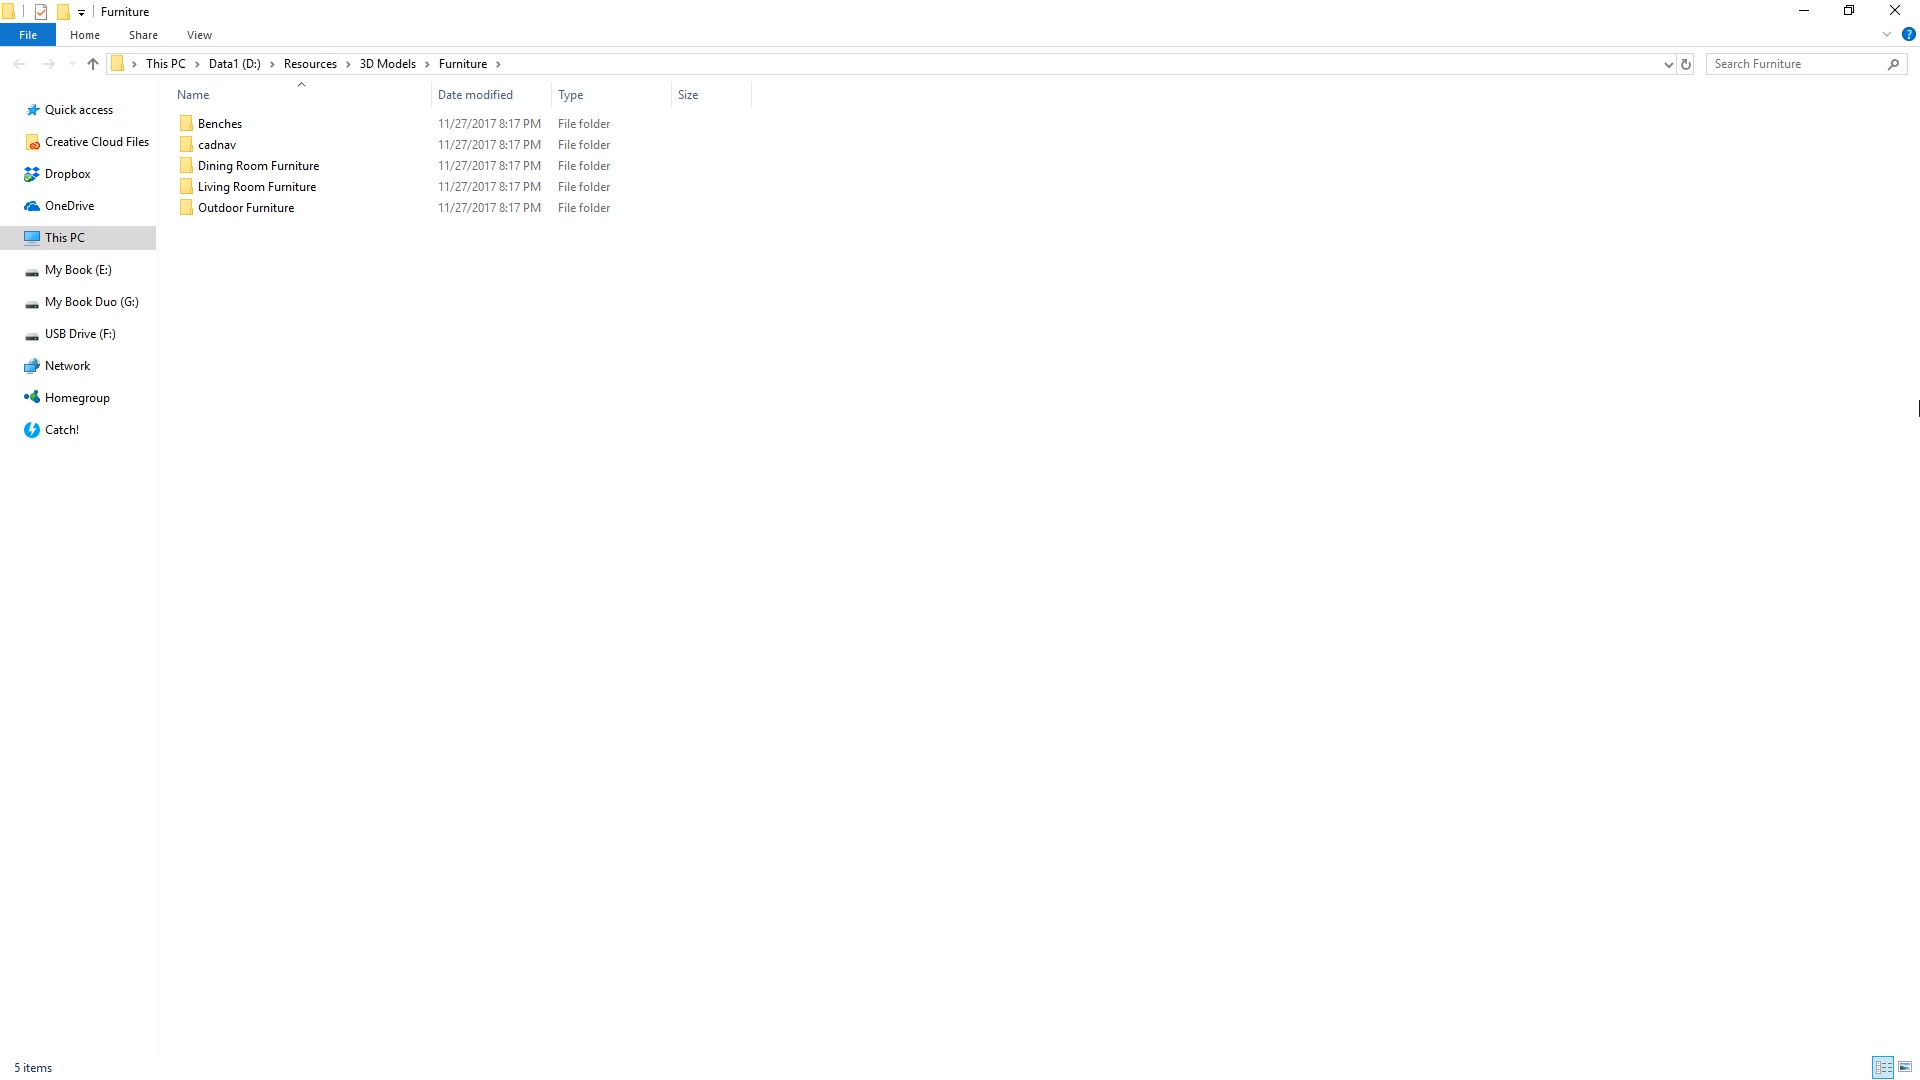 Furniture
File Home Share View
This PC Data1 (D:) Resources 3D Models Furniture
Search Furniture
Name Date modified Type Size
Quick access
Creative Cloud Files
Dropbox
OneDrive
This PC
My Book (E:)
My Book Duo (G:)
USB Drive (F:)
Network
Homegroup
Catch!
Benches 11/27/2017 8:17 PM File folder
cadnav 11/27/2017 8:17 PM File folder
Dining Room Furniture 11/27/2017 8:17 PM File folder
Living Room Furniture 11/27/2017 8:17 PM File folder
Outdoor Furniture 11/27/2017 8:17 PM File folder
5 items